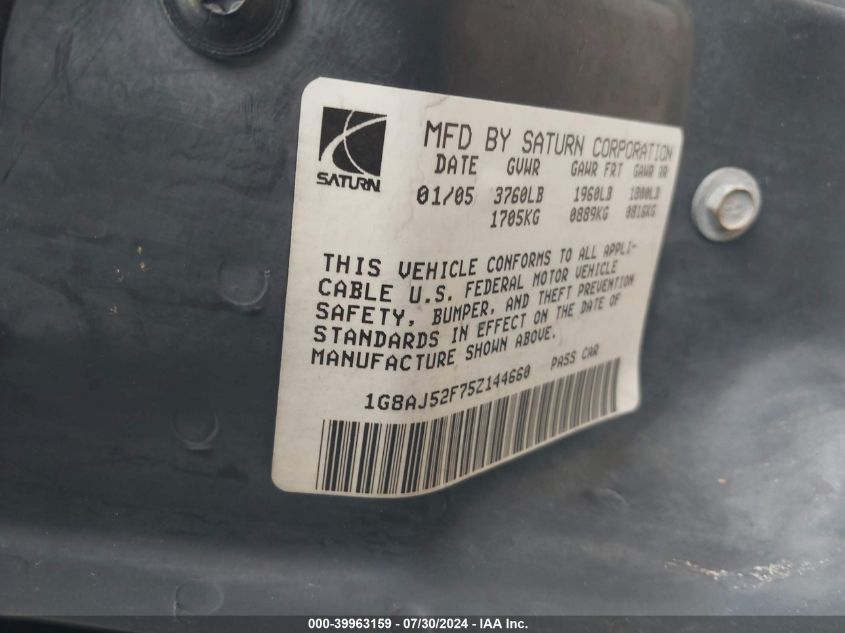 SATURN
MFD BY SATURN CORPORATION
DATE GVWR GAWR FRT GAWR RR
01/05 3760LB 1960LB 1800LB
1705KG 0889KG 0816KG
THIS VEHICLE CONFORMS TO ALL APPLI-
CABLE U.S. FEDERAL MOTOR VEHICLE
SAFETY, BUMPER, AND THEFT PREVENTION
STANDARDS IN EFFECT ON THE DATE OF
MANUFACTURE SHOWN ABOVE.
1G8AJ52F75Z144660 PASS CAR
000-39963159 - 07/30/2024 - IAA Inc.